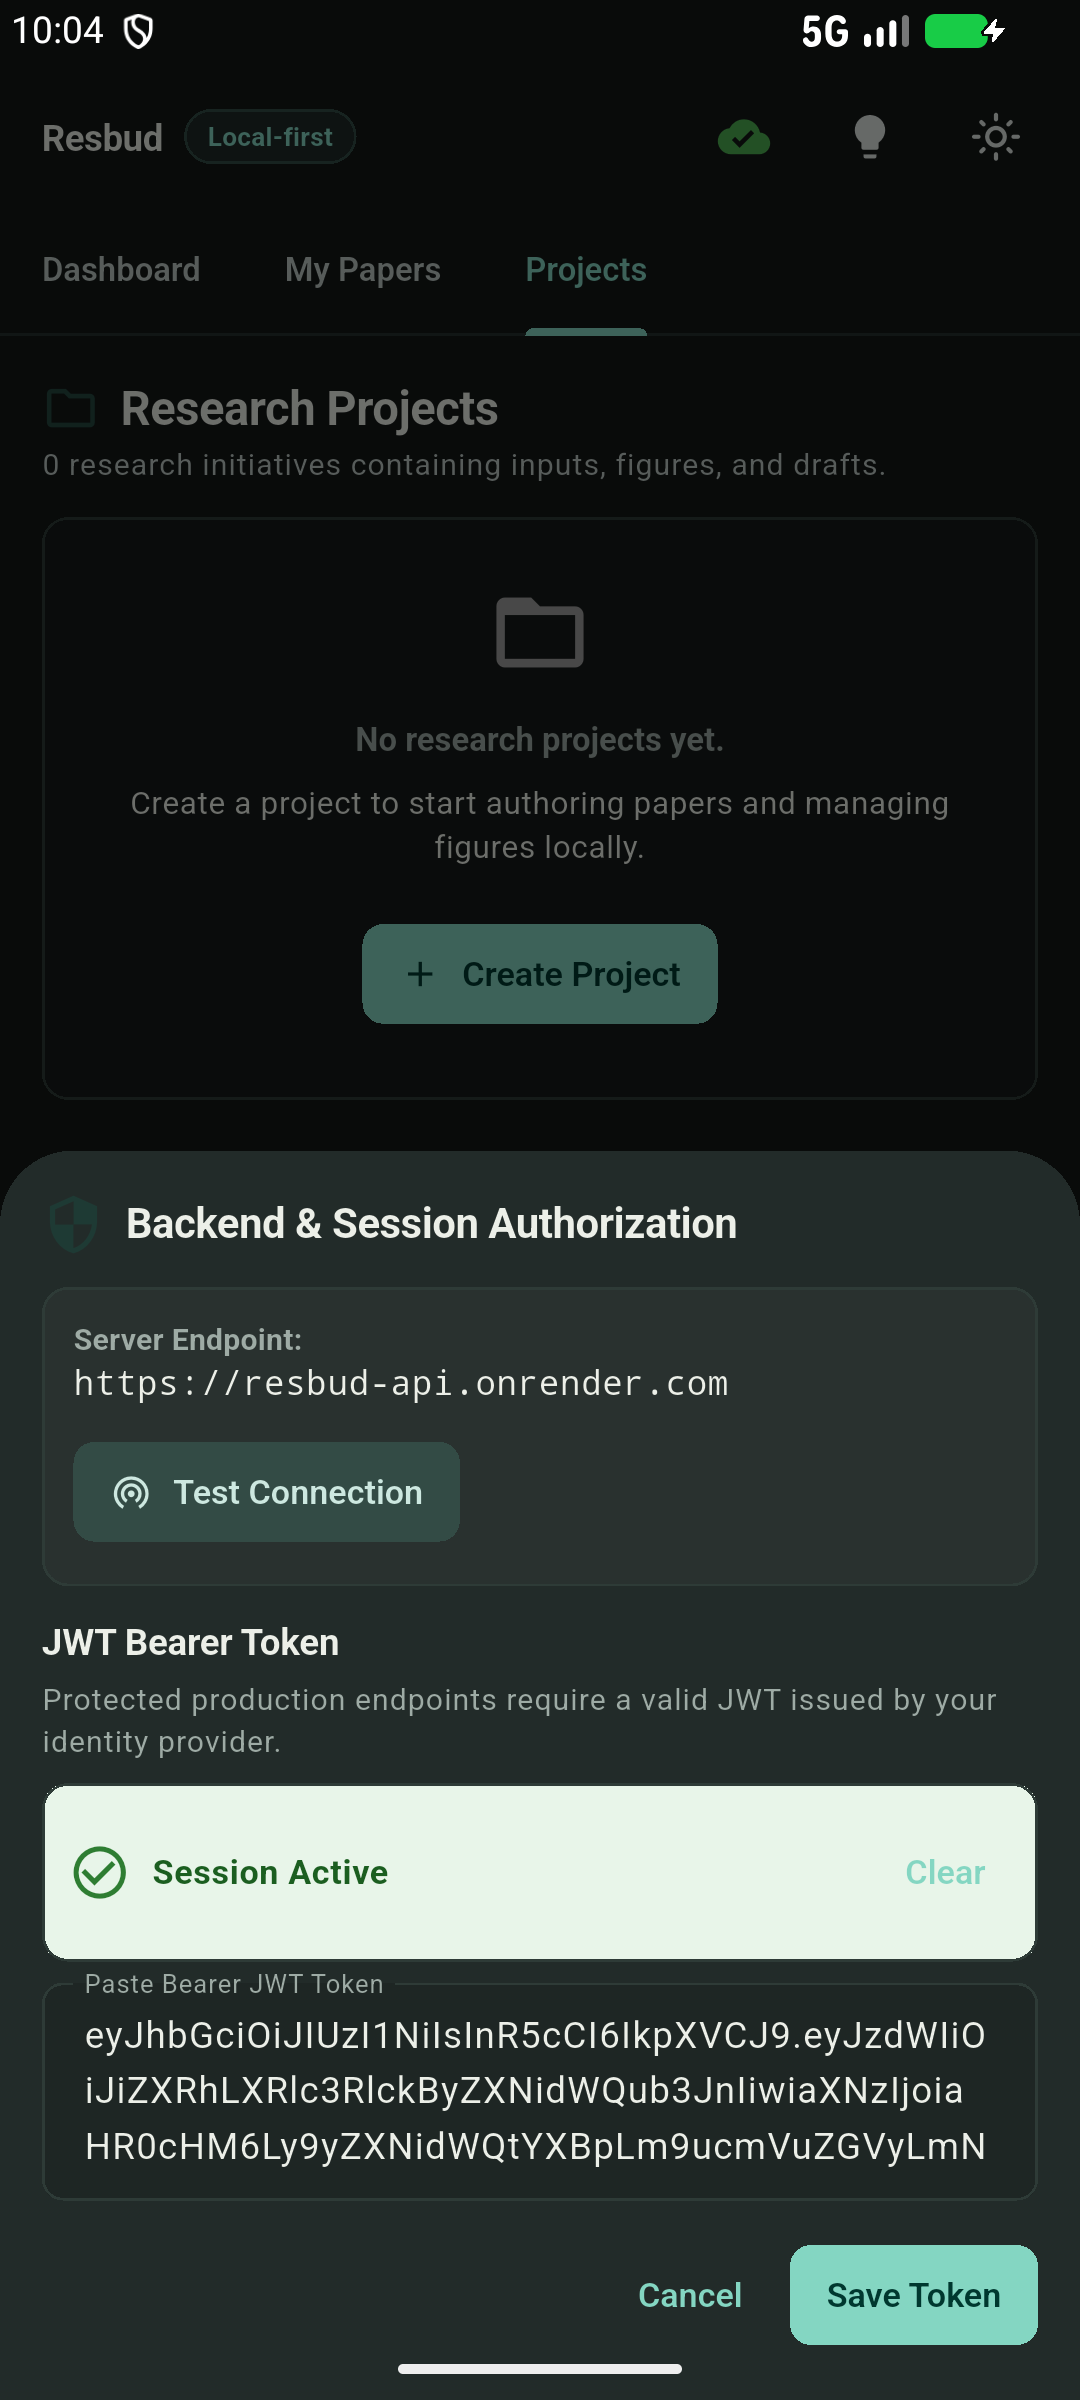 10:04
5G
Resbud
Local-first
Dashboard
My Papers
Projects
Research Projects
0 research initiatives containing inputs, figures, and drafts.
No research projects yet.
Create a project to start authoring papers and managing
figures locally.
Create Project
Backend & Session Authorization
Server Endpoint:
https://resbud-api.onrender.com
Test Connection
JWT Bearer Token
Protected production endpoints require a valid JWT issued by your
identity provider.
Session Active
Clear
Paste Bearer JWT Token
eyJhbGciOiJIUzI1NiIsInR5cCI6IkpXVCJ9.eyJzdWIiO
iJiZXRhLXRlc3RlckByZXNidWQub3JnIiwiaXNzIjoia
HR0cHM6Ly9yZXNidWQtYXBpLm9ucmVuZGVyLmN
Cancel
Save Token